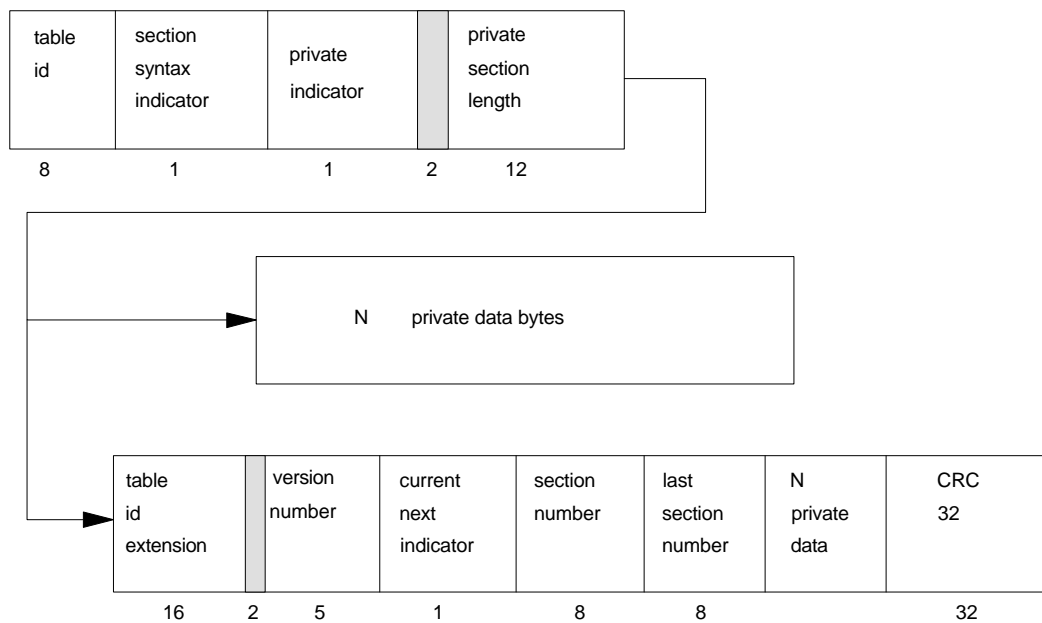 table
id
section
syntax
indicator
private
indicator
private
section
length
8
1
1
2
12
N private data bytes
table
id
extension
version
number
current
next
indicator
section
number
last
section
number
N
private
data
CRC
32
16
2
5
1
8
8
32